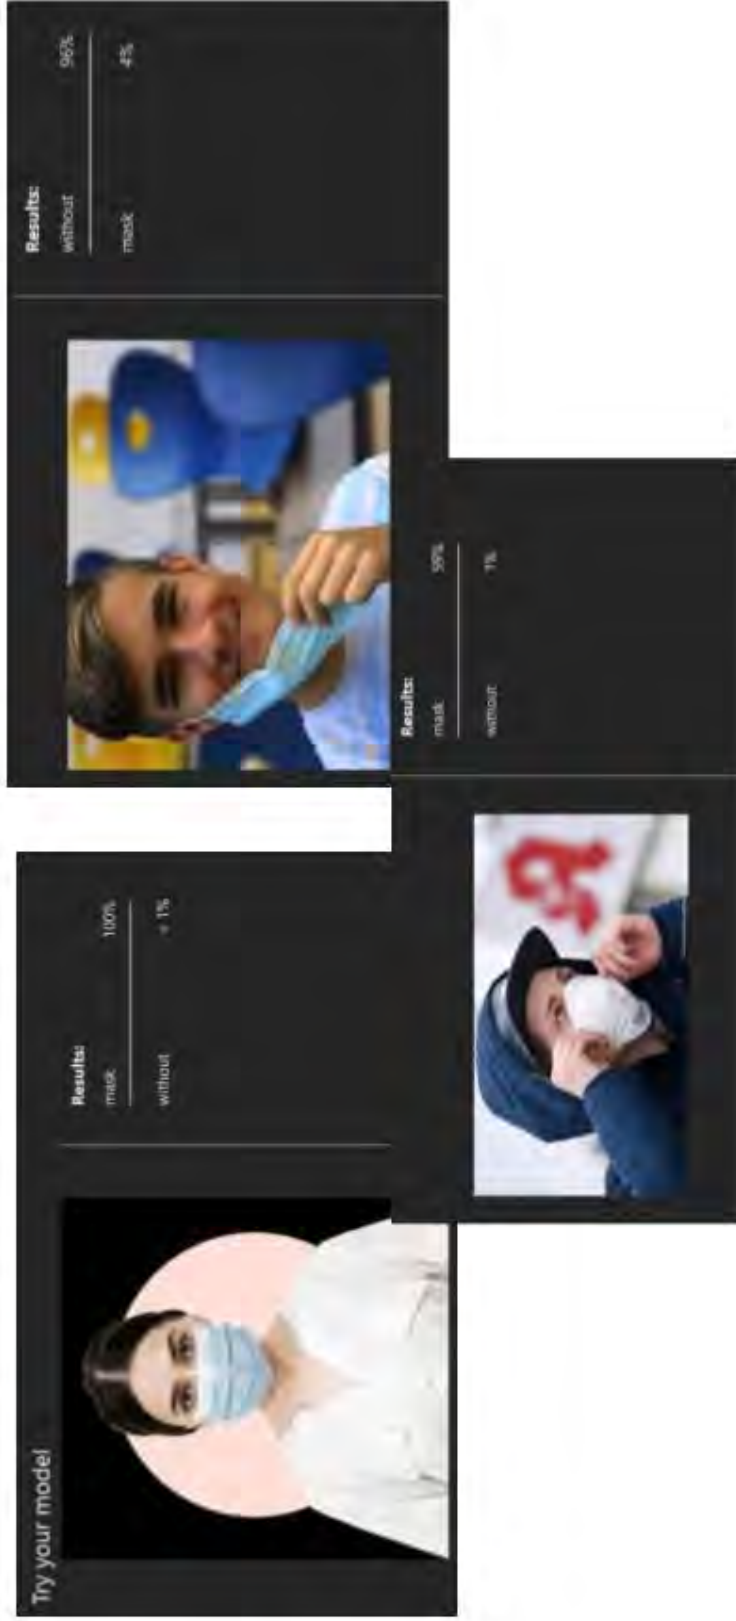 Try your model
Results:
mask 100%
without < 1%
Results:
without 96%
mask 4%
Results:
mask 99%
without 1%